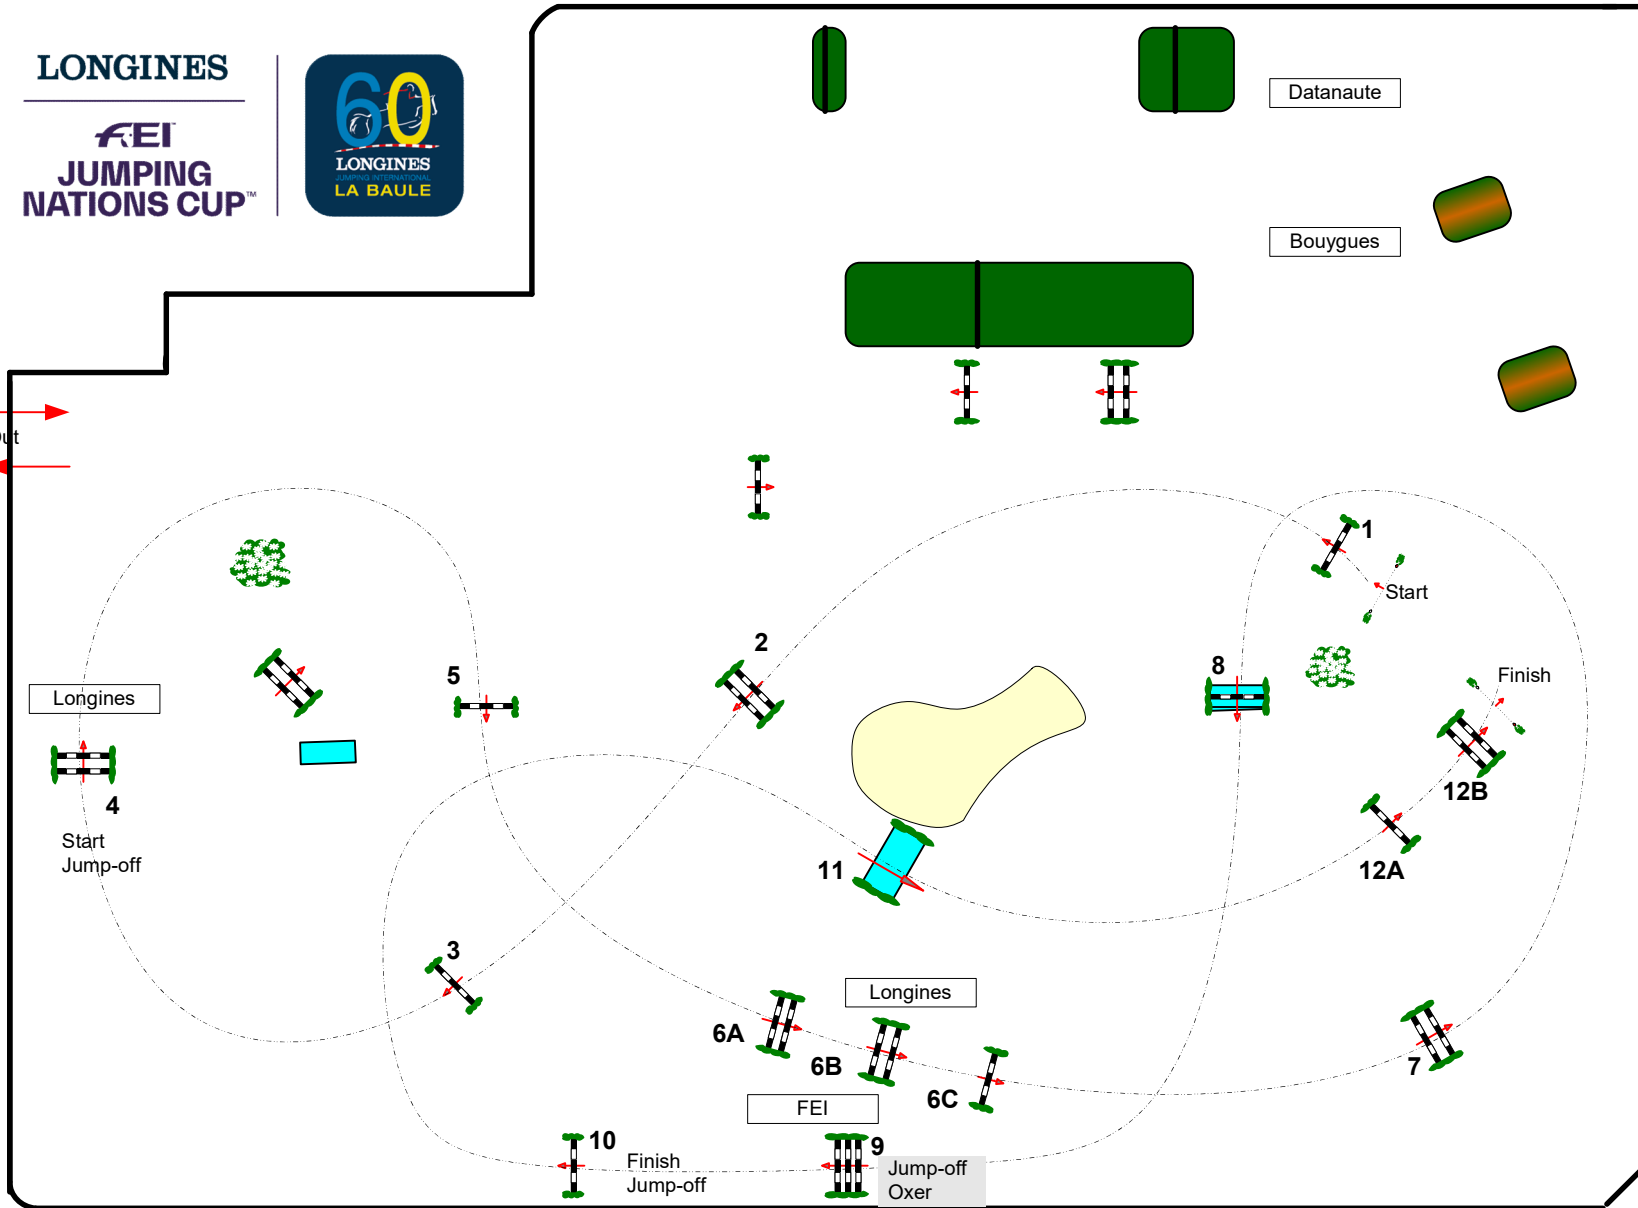 LONGINES
FEI™
JUMPING
NATIONS CUP™
60
LONGINES
JUMPING INTERNATIONAL
LA BAULE
Datanaute
Bouygues
1
Start
2
8
Finish
5
Longines
4
Start
Jump-off
12B
11
12A
3
Longines
6A
6B
7
6C
FEI
10
9
Finish
Jump-off
Jump-off
Oxer